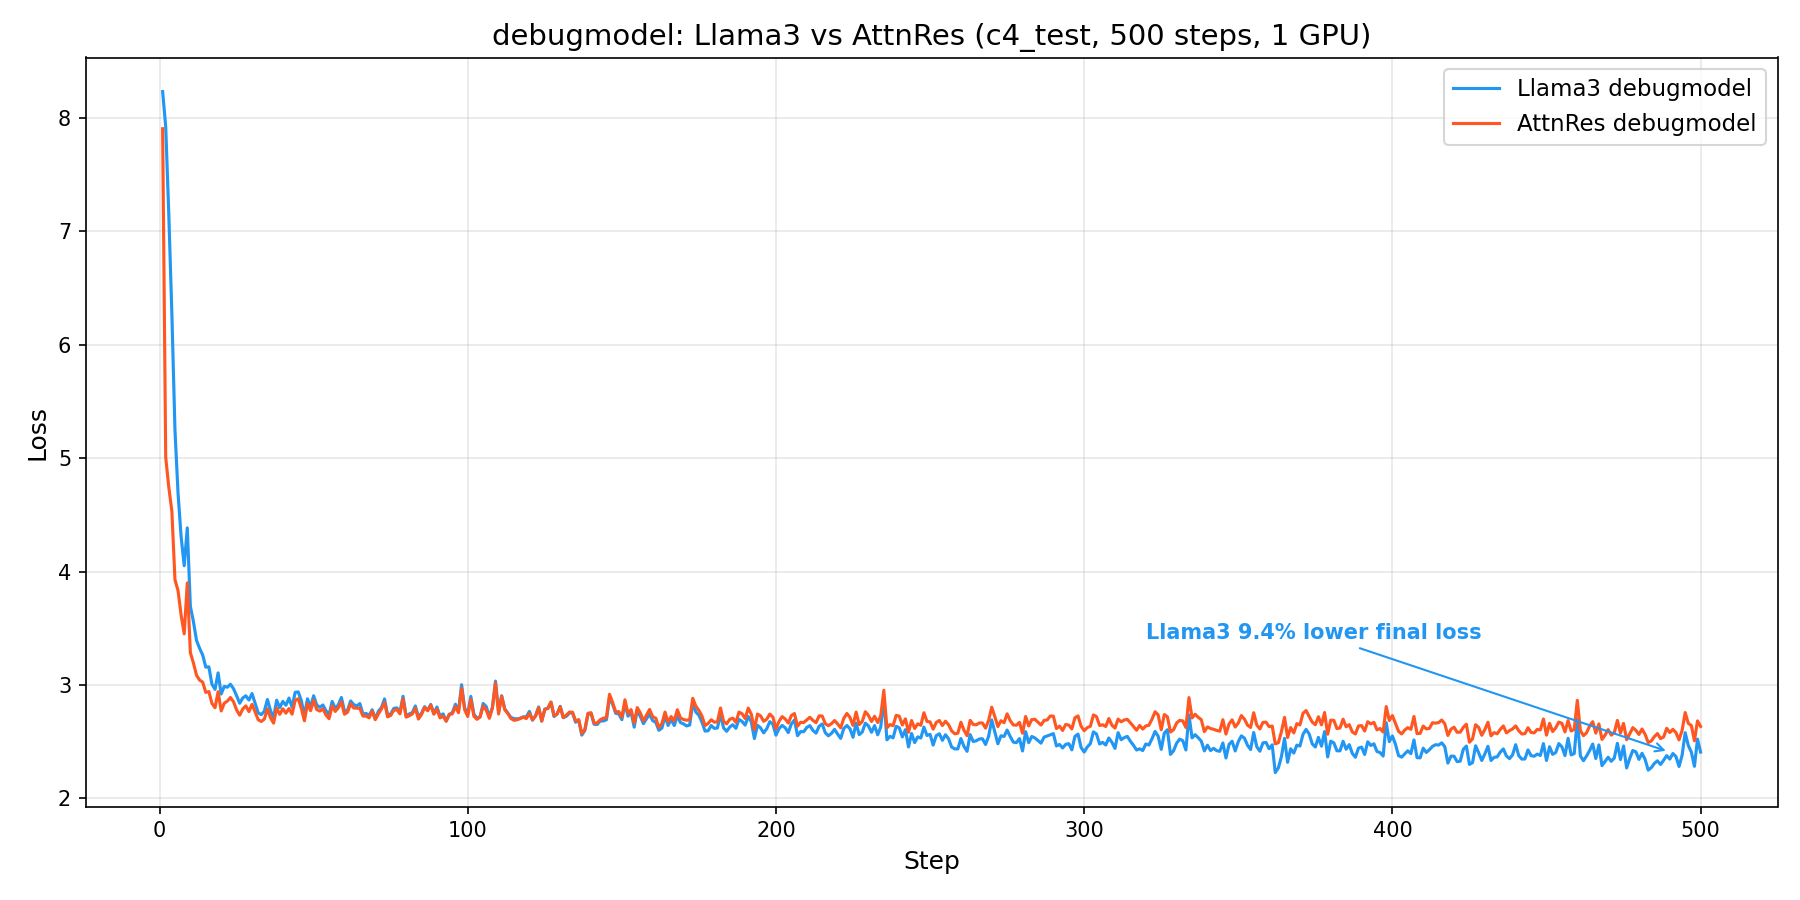 debugmodel: Llama3 vs AttnRes (c4_test, 500 steps, 1 GPU)
Llama3 debugmodel
AttnRes debugmodel
8
7
6
5
4
3
2
Loss
Llama3 9.4% lower final loss
0
100
200
300
400
500
Step